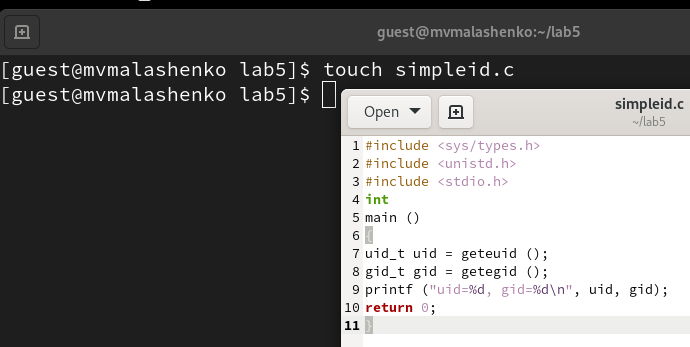 guest@mvmalashenko:~/lab5
[guest@mvmalashenko lab5]$ touch simpleid.c
[guest@mvmalashenko lab5]$
Open
simpleid.c
~/lab5
1 #include <sys/types.h>
2 #include <unistd.h>
3 #include <stdio.h>
4 int
5 main ()
6 {
7 uid_t uid = geteuid ();
8 gid_t gid = getegid ();
9 printf ("uid=%d, gid=%d\n", uid, gid);
10 return 0;
11 }